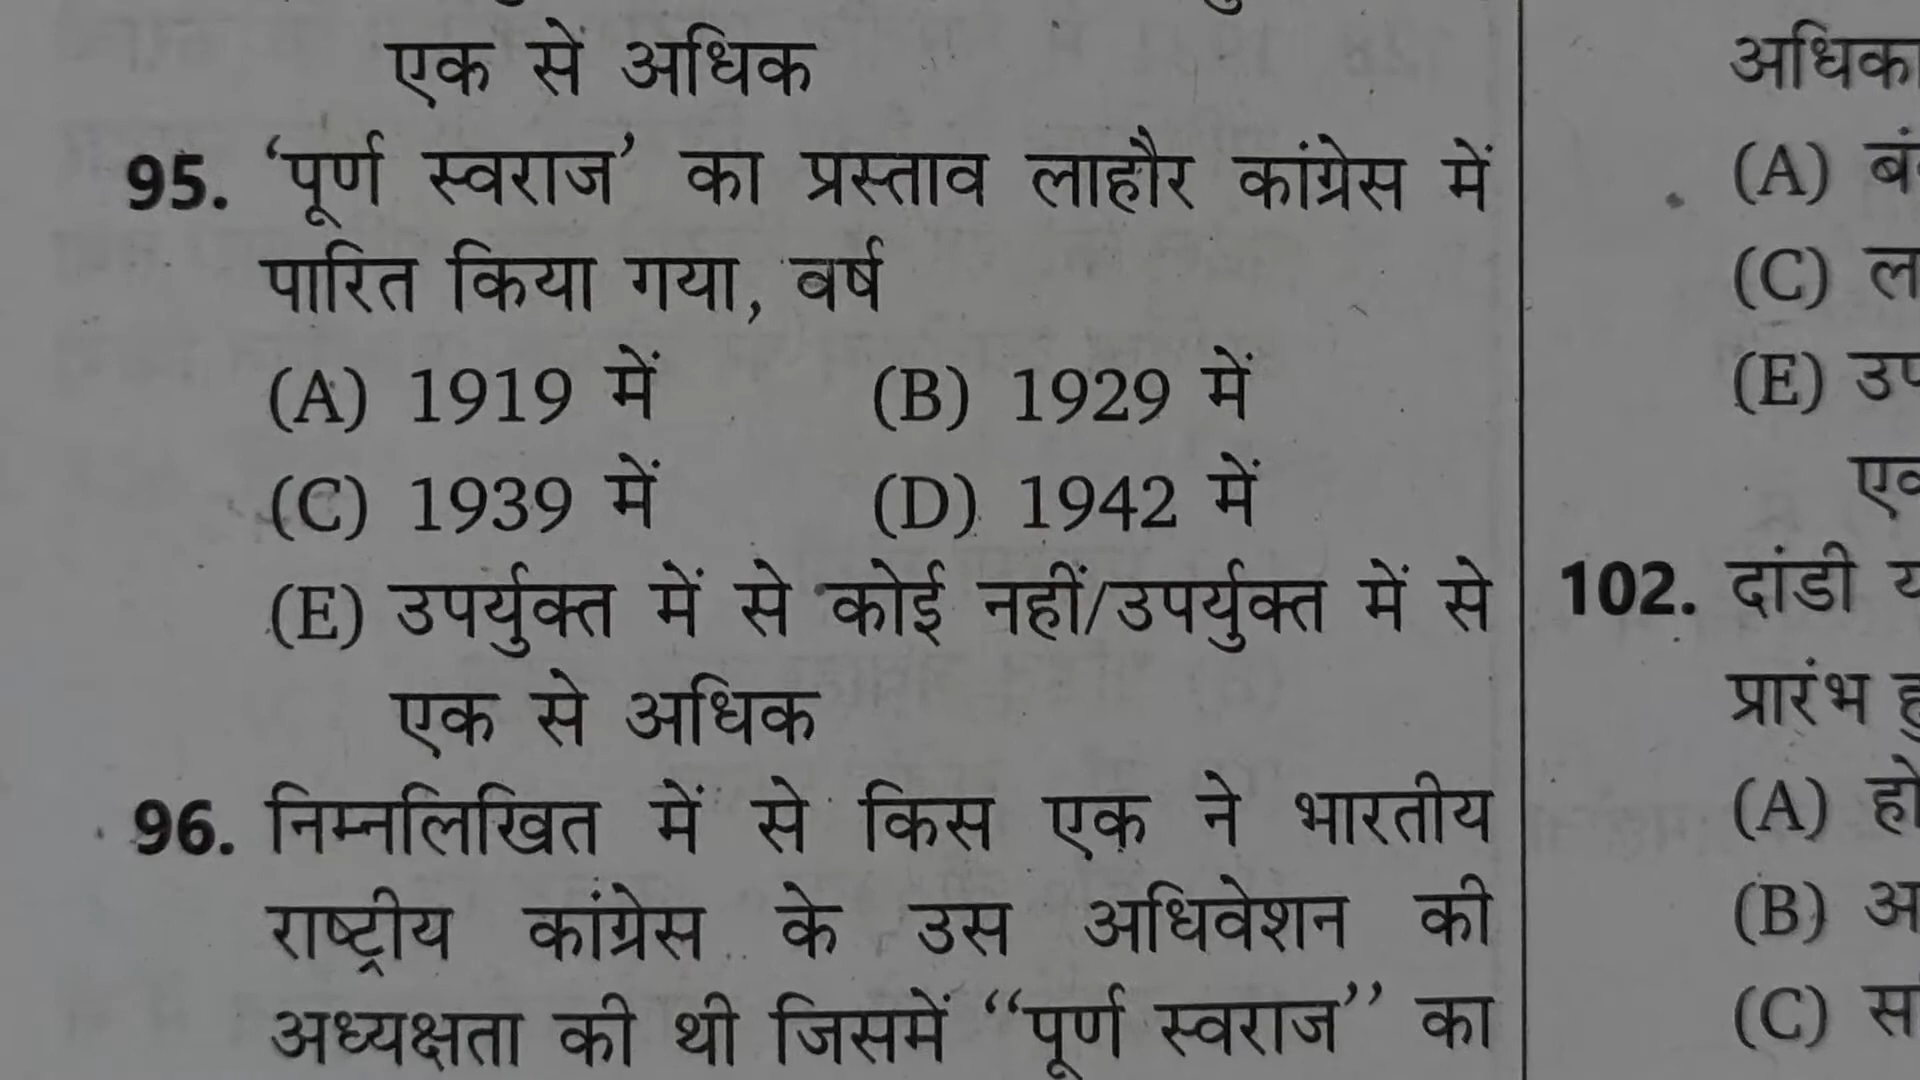 एक से अधिक
95. ‘पूर्ण स्वराज’ का प्रस्ताव लाहौर कांग्रेस में
पारित किया गया, वर्ष
(A) 1919 में (B) 1929 में
(C) 1939 में (D) 1942 में
(E) उपर्युक्त में से कोई नहीं/उपर्युक्त में से
एक से अधिक
96. निम्नलिखित में से किस एक ने भारतीय
राष्ट्रीय कांग्रेस के उस अधिवेशन की
अध्यक्षता की थी जिसमें “पूर्ण स्वराज” का
(A)
(C)
(E)
102. दांडी
प्रारंभ
(A)
(B)
(C)